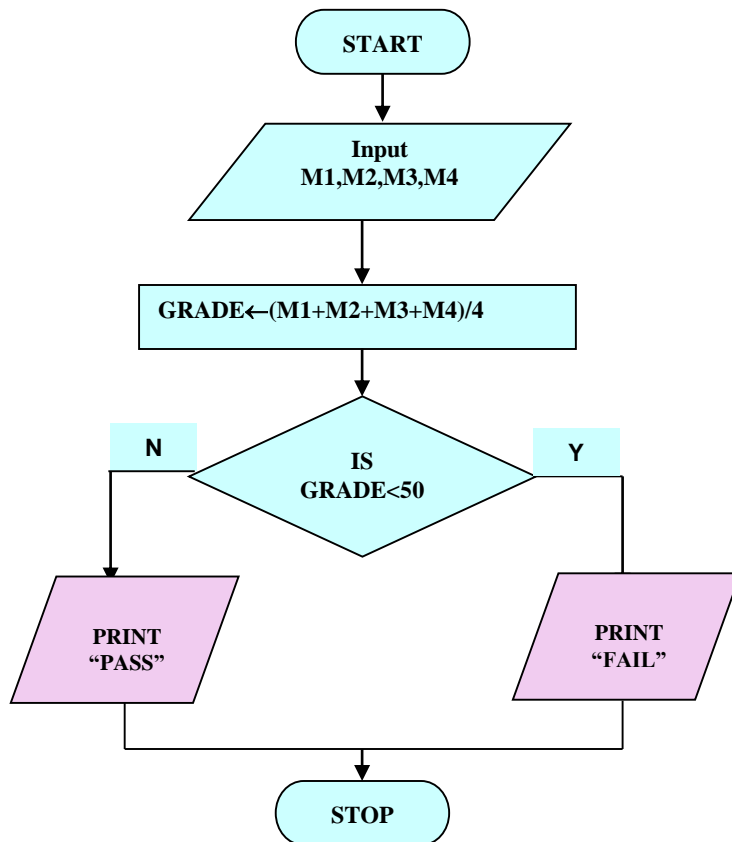 START
Input
M1,M2,M3,M4
GRADE←(M1+M2+M3+M4)/4
N
IS
GRADE<50
Y
PRINT
“PASS”
PRINT
“FAIL”
STOP